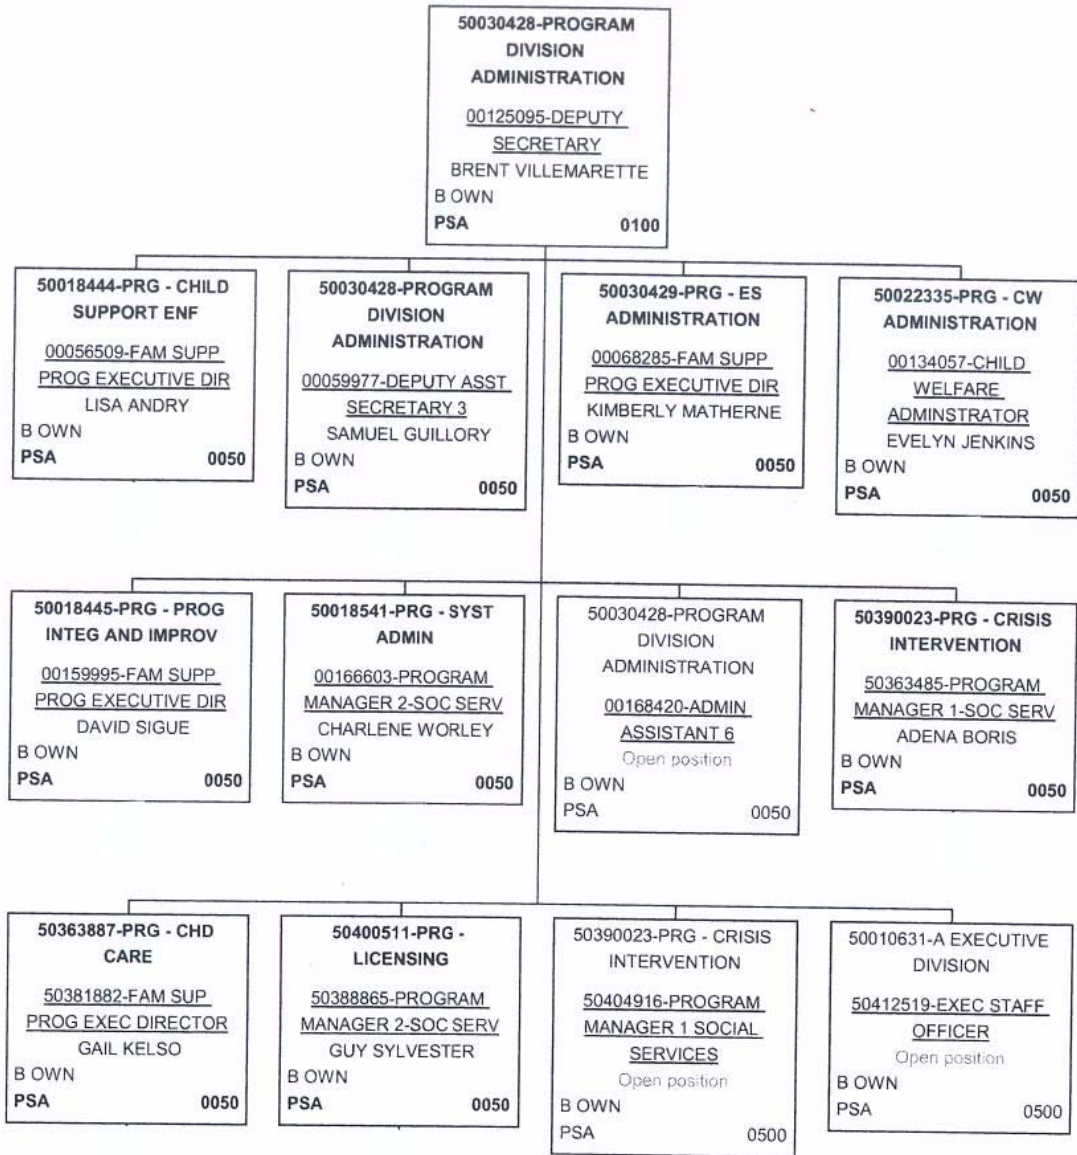 50030428-PROGRAM
DIVISION
ADMINISTRATION
00125095-DEPUTY
SECRETARY
BRENT VILLEMARETTE
B OWN
PSA 0100
50018444-PRG - CHILD
SUPPORT ENF
00056509-FAM SUPP
PROG EXECUTIVE DIR
LISA ANDRY
B OWN
PSA 0050
50030428-PROGRAM
DIVISION
ADMINISTRATION
00059977-DEPUTY ASST
SECRETARY 3
SAMUEL GUILLORY
B OWN
PSA 0050
50030429-PRG - ES
ADMINISTRATION
00068285-FAM SUPP
PROG EXECUTIVE DIR
KIMBERLY MATHERNE
B OWN
PSA 0050
50022335-PRG - CW
ADMINISTRATION
00134057-CHILD
WELFARE
ADMINSTRATOR
EVELYN JENKINS
B OWN
PSA 0050
50018445-PRG - PROG
INTEG AND IMPROV
00159995-FAM SUPP
PROG EXECUTIVE DIR
DAVID SIGUE
B OWN
PSA 0050
50018541-PRG - SYST
ADMIN
00166603-PROGRAM
MANAGER 2-SOC SERV
CHARLENE WORLEY
B OWN
PSA 0050
50030428-PROGRAM
DIVISION
ADMINISTRATION
00168420-ADMIN
ASSISTANT 6
Open position
B OWN
PSA 0050
50390023-PRG - CRISIS
INTERVENTION
50363485-PROGRAM
MANAGER 1-SOC SERV
ADENA BORIS
B OWN
PSA 0050
50363887-PRG - CHD
CARE
50381882-FAM SUP
PROG EXEC DIRECTOR
GAIL KELSO
B OWN
PSA 0050
50400511-PRG -
LICENSING
50388865-PROGRAM
MANAGER 2-SOC SERV
GUY SYLVESTER
B OWN
PSA 0050
50390023-PRG - CRISIS
INTERVENTION
50404916-PROGRAM
MANAGER 1 SOCIAL
SERVICES
Open position
B OWN
PSA 0500
50010631-A EXECUTIVE
DIVISION
50412519-EXEC STAFF
OFFICER
Open position
B OWN
PSA 0500